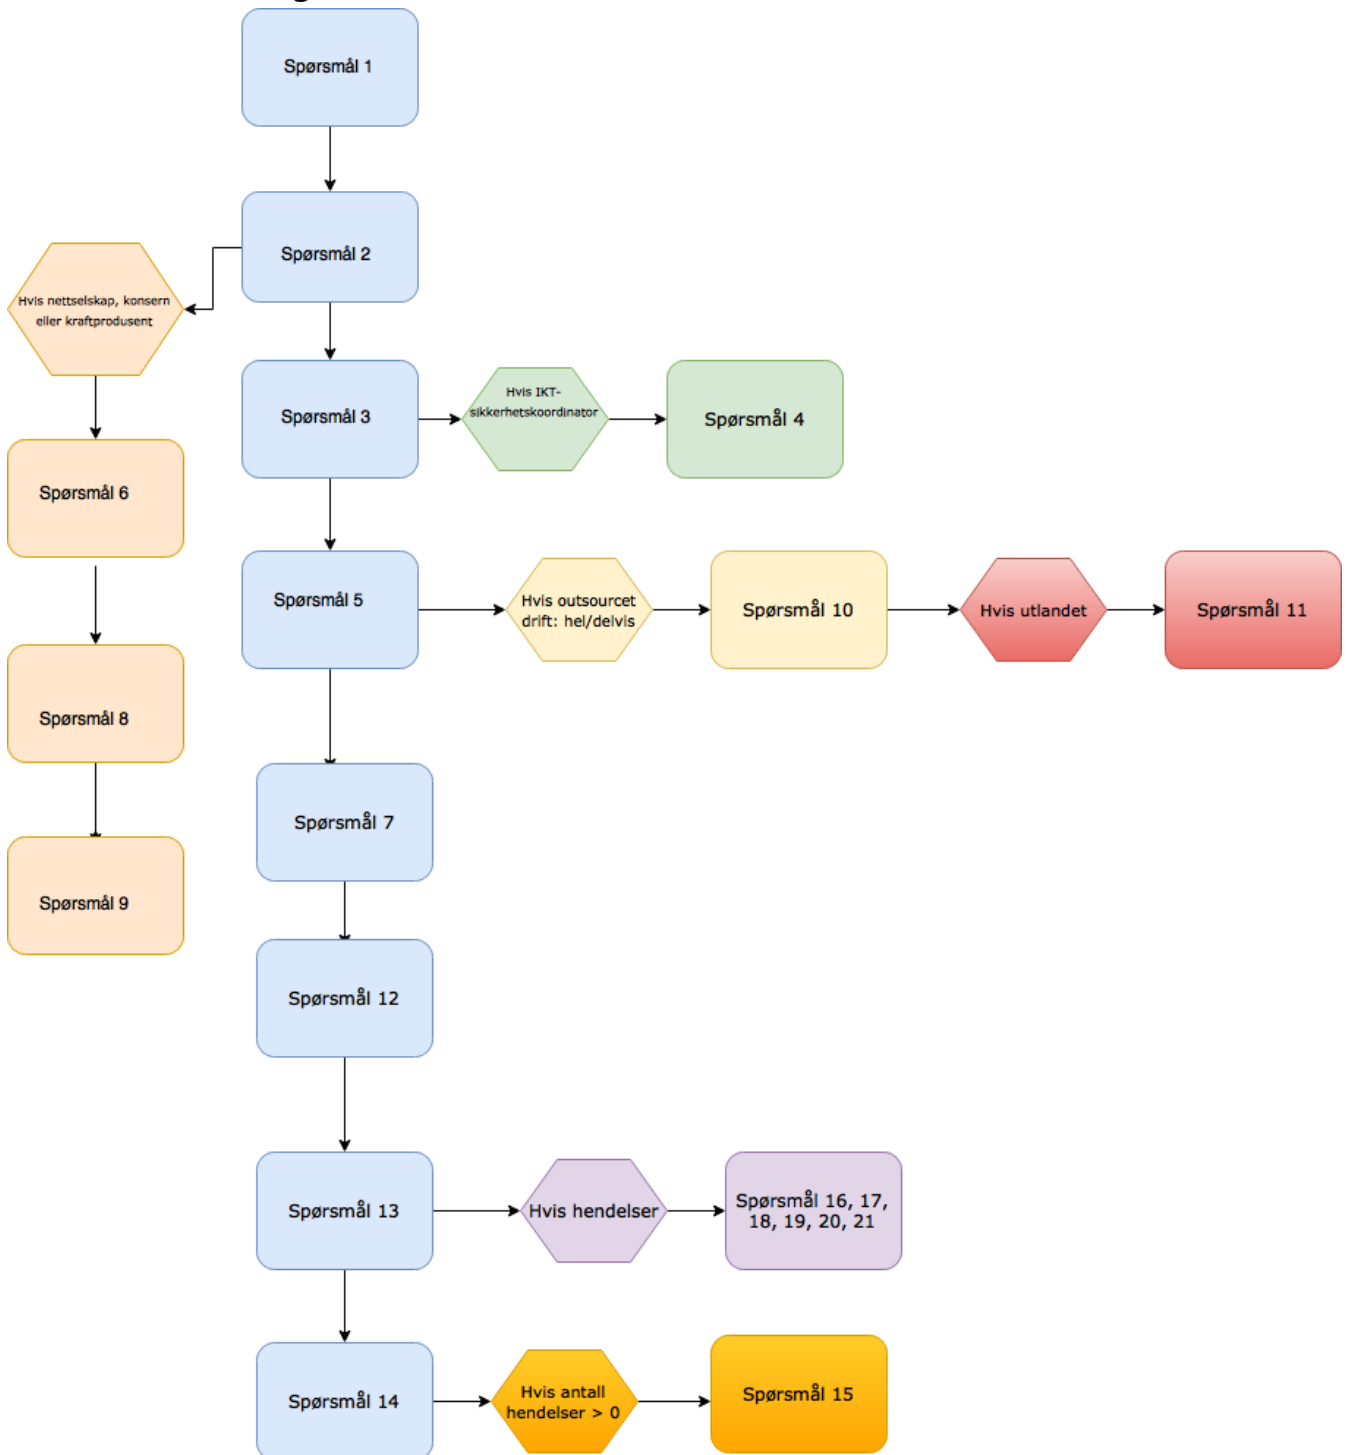 Spørsmål 1
Spørsmål 2
Hvis nettselskap, konsern
eller kraftprodusent
Spørsmål 3
Hvis IKT-
sikkerhetskoordinator
Spørsmål 4
Spørsmål 6
Spørsmål 5
Hvis outsourcet
drift: hel/delvis
Spørsmål 10
Hvis utlandet
Spørsmål 11
Spørsmål 8
Spørsmål 7
Spørsmål 9
Spørsmål 12
Spørsmål 13
Hvis hendelser
Spørsmål 16, 17,
18, 19, 20, 21
Spørsmål 14
Hvis antall
hendelser > 0
Spørsmål 15